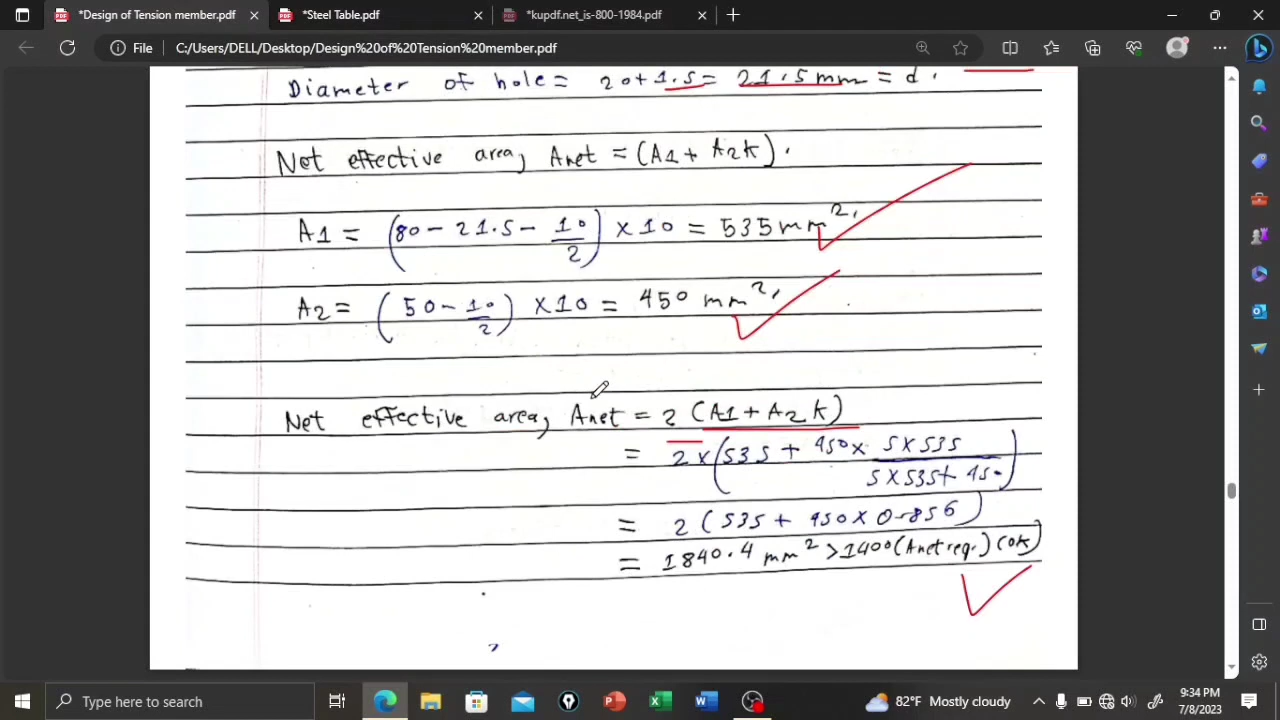 *Design of Tension member.pdf
*Steel Table.pdf
*kupdf.net_is-800-1984.pdf
File
C:/Users/DELL/Desktop/Design%20of%20Tension%20member.pdf
Diameter of hole = 20+1.5 = 21.5mm = d.
Net effective area, Anet = (A1 + A2K).
A1 = (80 - 21.5 - 10/2) × 10 = 535 mm².
A2 = (50 - 10/2) × 10 = 450 mm².
Net effective area, Anet = 2 (A1 + A2K)
= 2 × (535 + 450 × 5×535 / 5×535+450)
= 2 (535 + 450 × 0.856)
= 1840.4 mm² > 1400 (Anet req.) (OK)
Type here to search
82°F Mostly cloudy
9:34 PM
7/8/2023